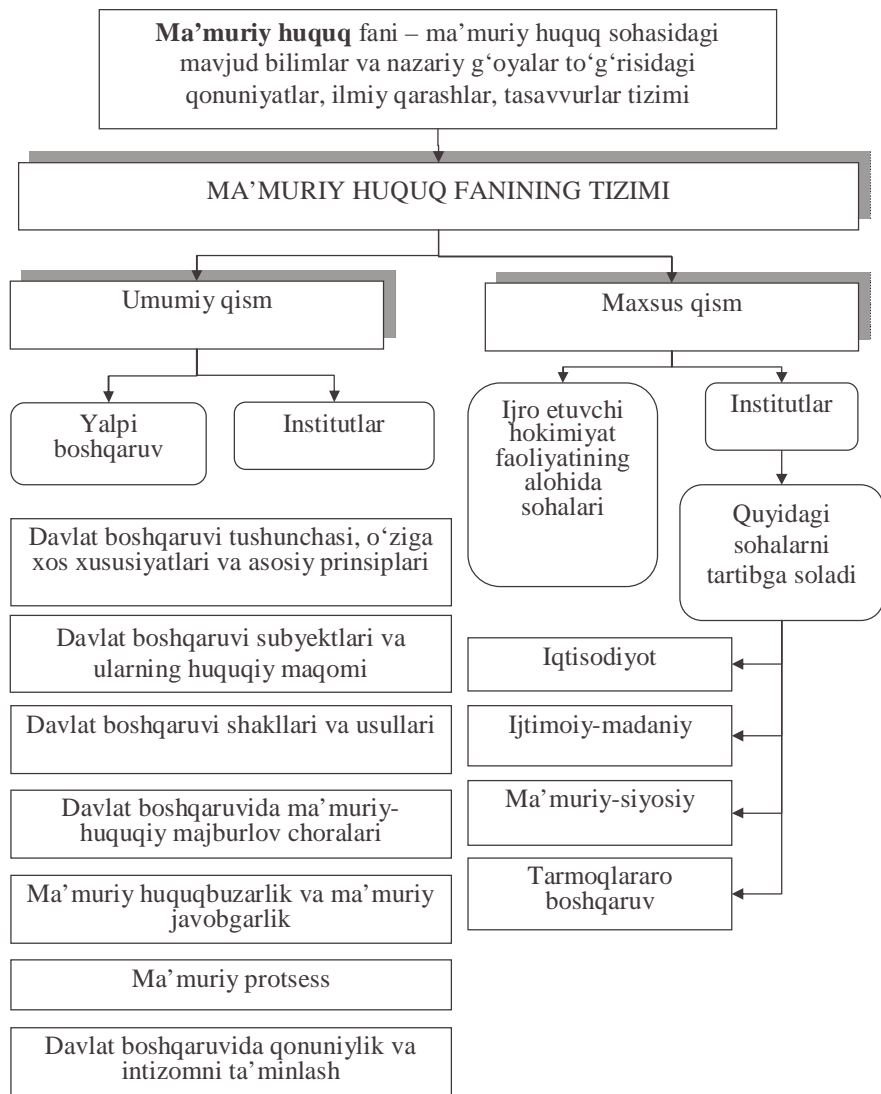 Ma’muriy huquq fani – ma’muriy huquq sohasidagi
mavjud bilimlar va nazariy g‘oyalar to‘g‘risidagi
qonuniyatlar, ilmiy qarashlar, tasavvurlar tizimi
MA’MURIY HUQUQ FANINING TIZIMI
Umumiy qism
Yalpi
boshqaruv
Institutlar
Davlat boshqaruvi tushunchasi, o‘ziga
xos xususiyatlari va asosiy prinsiplari
Davlat boshqaruvi subyektlari va
ularning huquqiy maqomi
Davlat boshqaruvi shakllari va usullari
Davlat boshqaruvida ma’muriy-
huquqiy majburlov choralari
Ma’muriy huquqbuzarlik va ma’muriy
javobgarlik
Ma’muriy protsess
Davlat boshqaruvida qonuniylik va
intizomni ta’minlash
Maxsus qism
Ijro etuvchi
hokimiyat
faoliyatining
alohida
sohalari
Institutlar
Quyidagi
sohalarni
tartibga soladi
Iqtisodiyot
Ijtimoiy-madaniy
Ma’muriy-siyosiy
Tarmoqlararo
boshqaruv